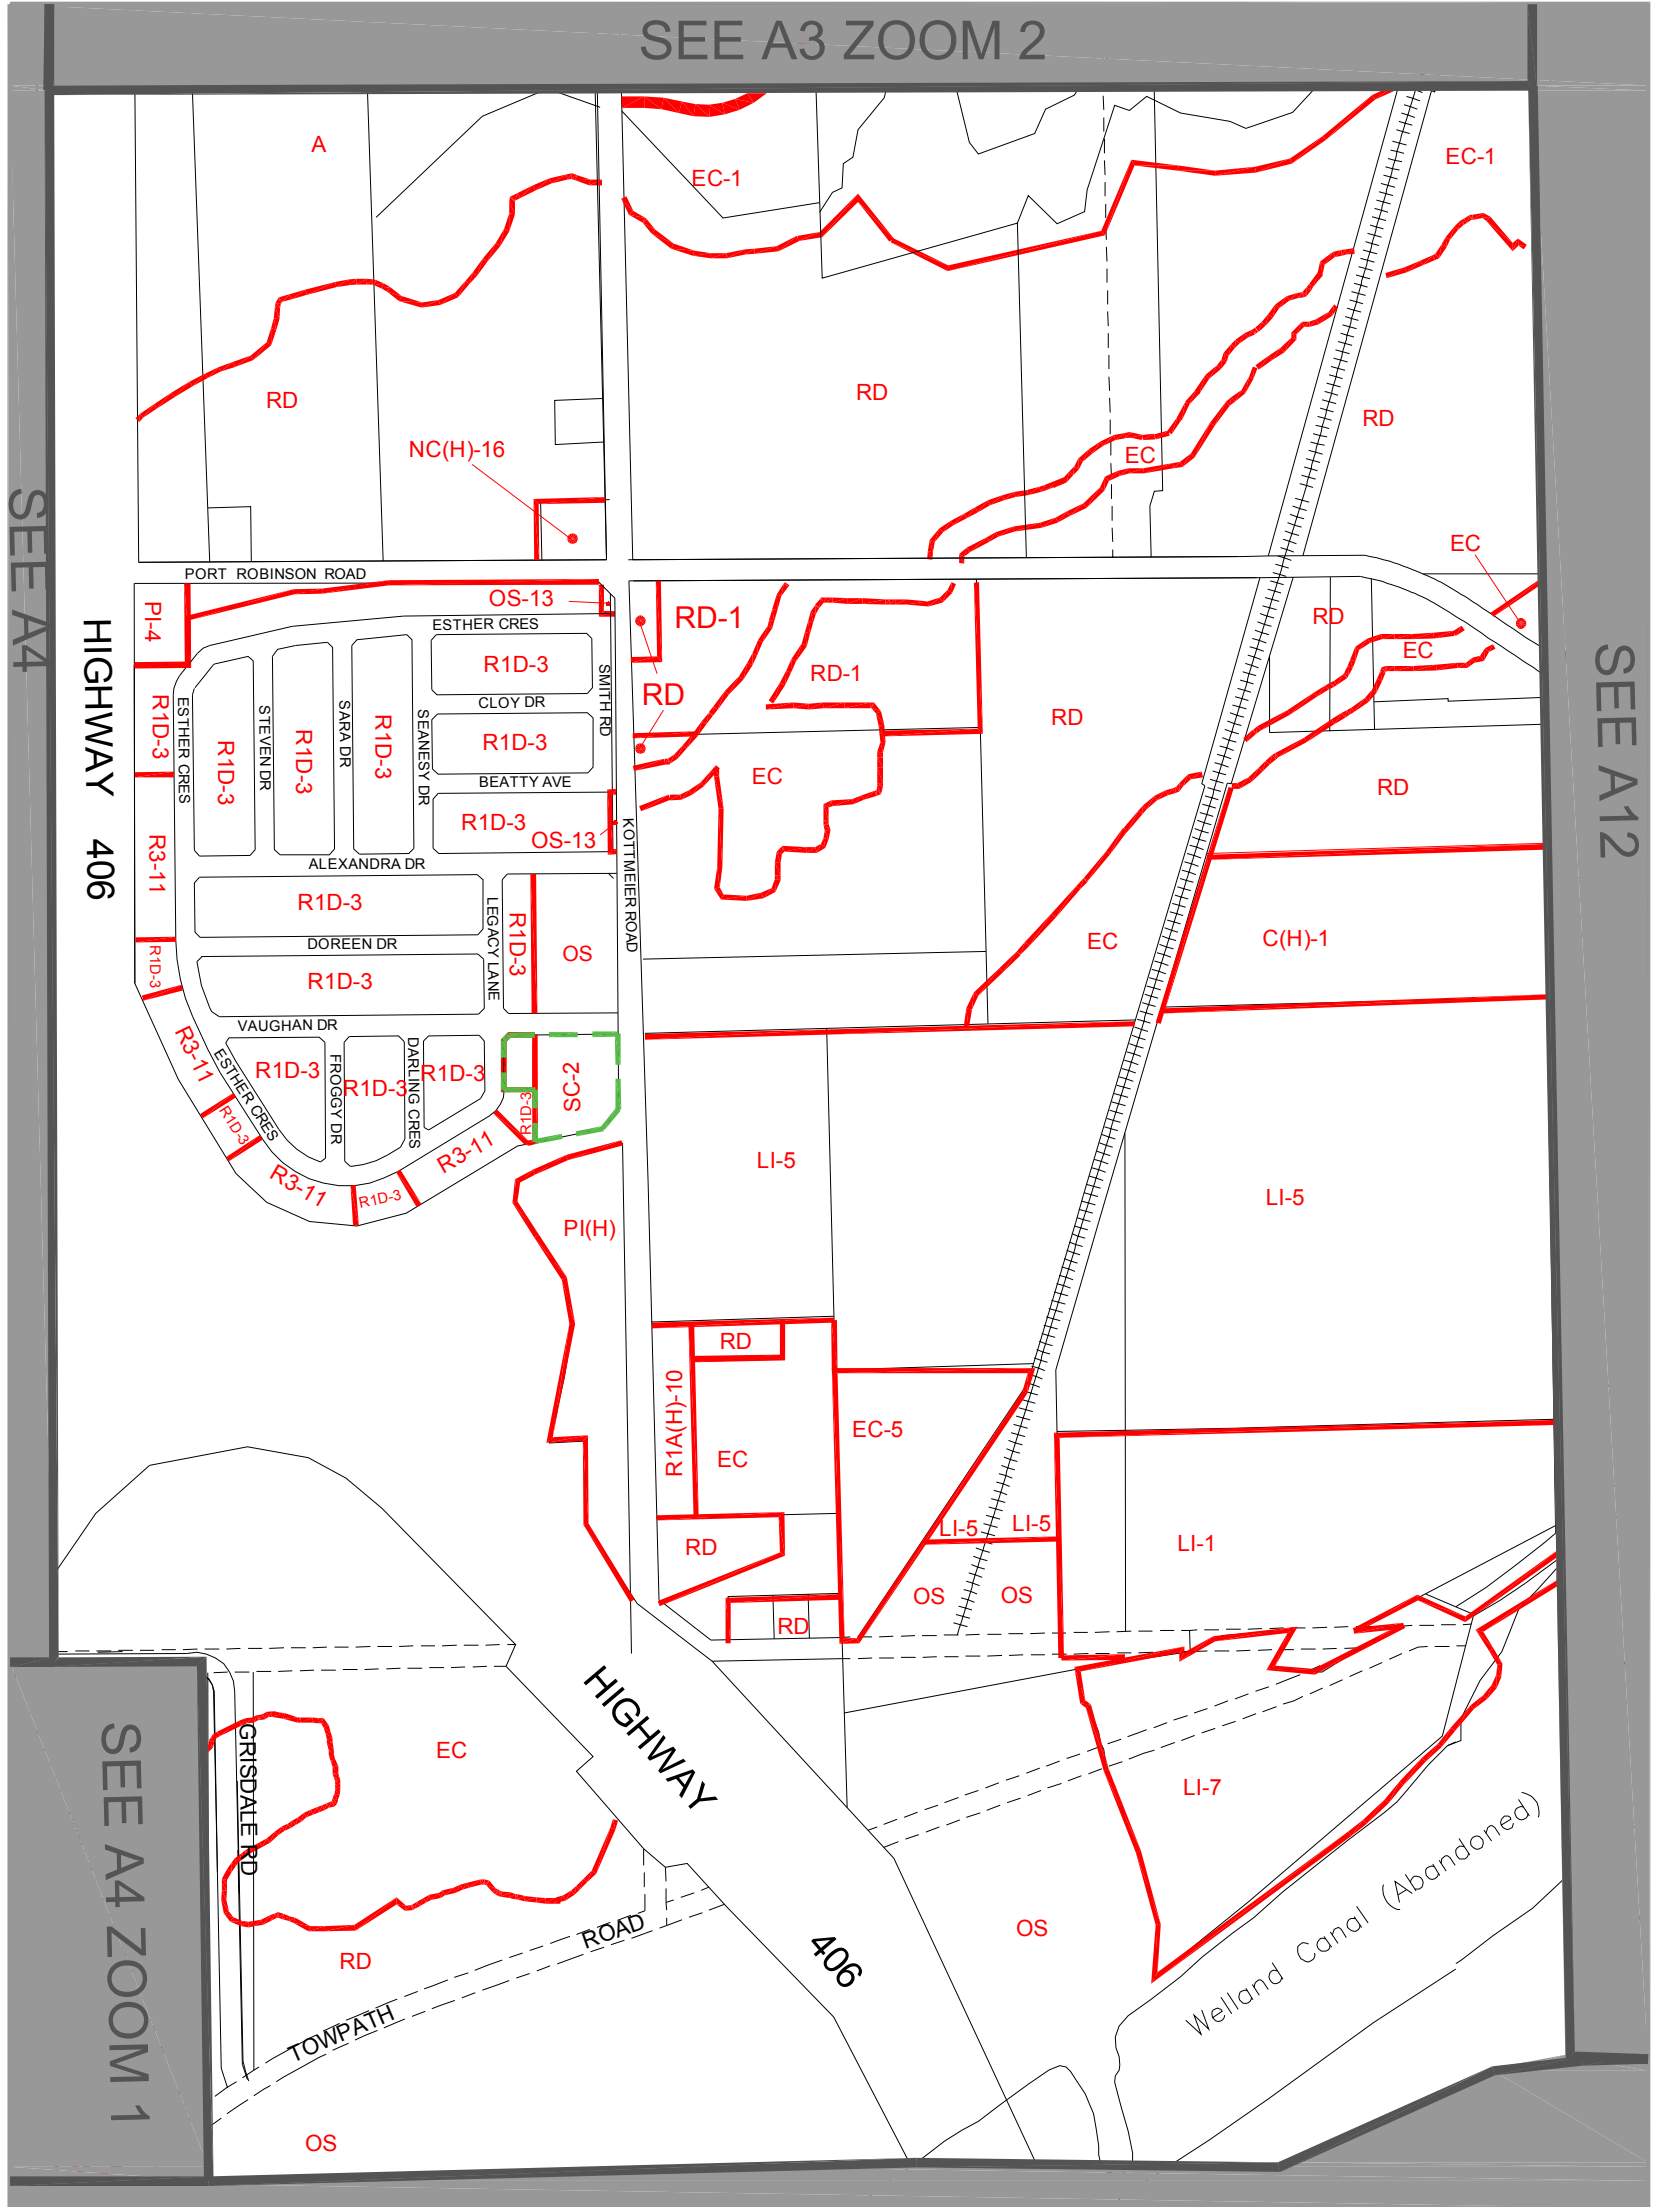 SEE A3 ZOOM 2
A
EC-1
EC-1
RD
RD
RD
NC(H)-16
EC
EC
SEE A4
PORT ROBINSON ROAD
OS-13
PI-4
ESTHER CRES
RD-1
RD
HIGHWAY 406
R1D-3
SMITH RD
RD-1
EC
SEE A12
RD
CLOY DR
R1D-3
ESTHER CRES
STEVEN DR
SARA DR
SEANESY DR
R1D-3
R1D-3
R1D-3
R1D-3
RD
BEATTY AVE
EC
RD
R1D-3
OS-13
KOTTMEIER ROAD
R3-11
ALEXANDRA DR
R1D-3
LEGACY LANE
R1D-3
OS
EC
C(H)-1
DOREEN DR
R1D-3
R1D-3
VAUGHAN DR
R3-11
ESTHER CRES
R1D-3
FROGGY DR
R1D-3
DARLING CRES
R1D-3
SC-2
R1D-3
R1D-3
R3-11
R3-11
R1D-3
LI-5
LI-5
PI(H)
RD
R1A(H)-10
EC-5
EC
LI-5
LI-5
LI-1
RD
OS
OS
RD
HIGHWAY
406
GRISDALE RD
EC
LI-7
SEE A4 ZOOM 1
Welland Canal (Abandoned)
OS
ROAD
RD
TOWPATH
OS